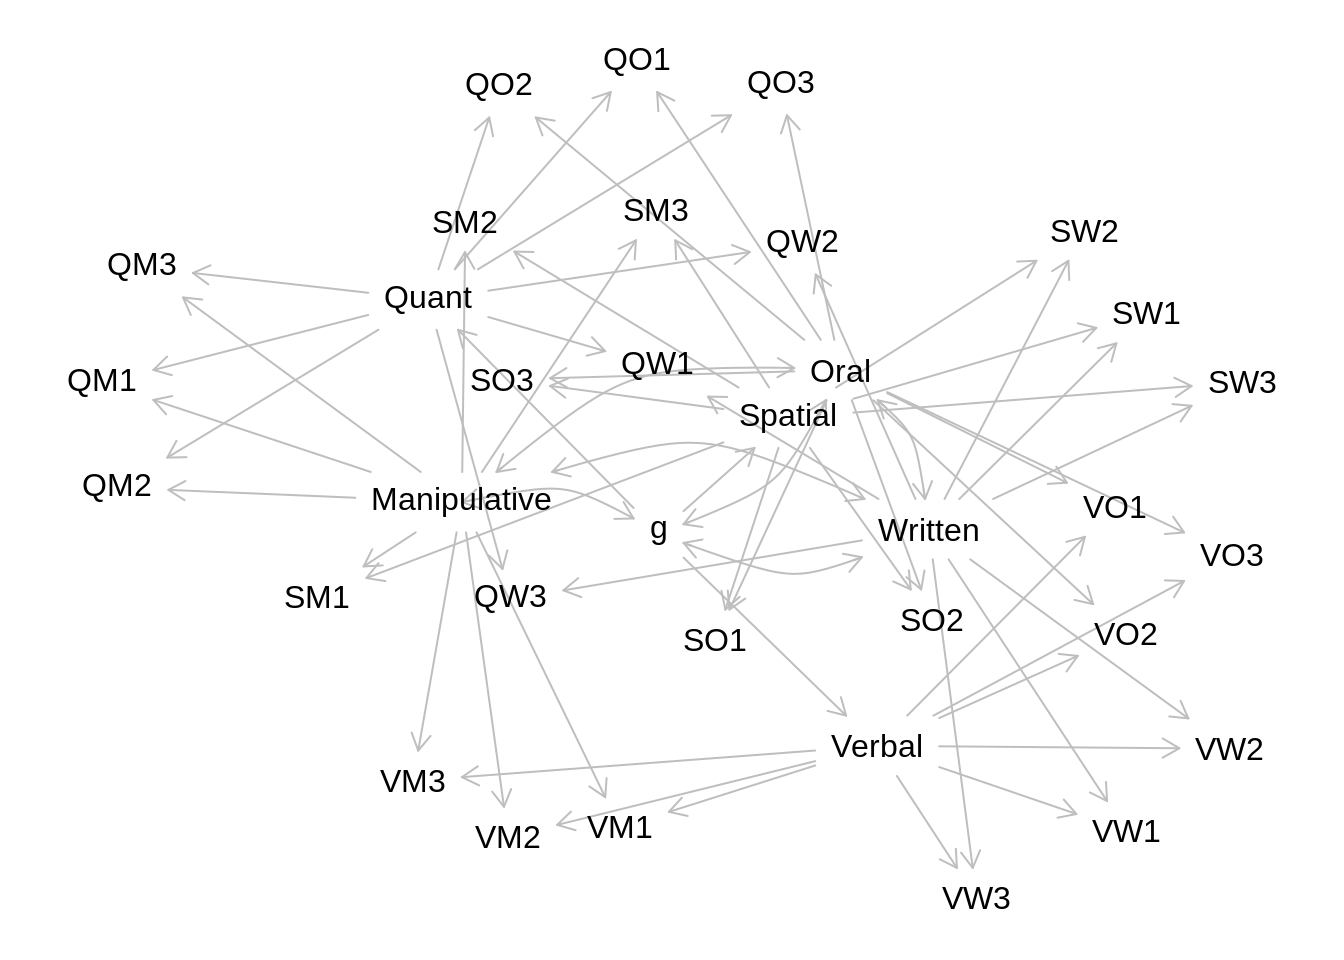 QO1
QO3
QO2
SM3
SM2
SW2
QW2
QM3
Quant
SW1
QW1
Oral
QM1
SO3
SW3
Spatial
QM2
Manipulative
VO1
g
Written
VO3
SM1
QW3
SO2
VO2
SO1
Verbal
VW2
VM3
VM1
VW1
VM2
VW3